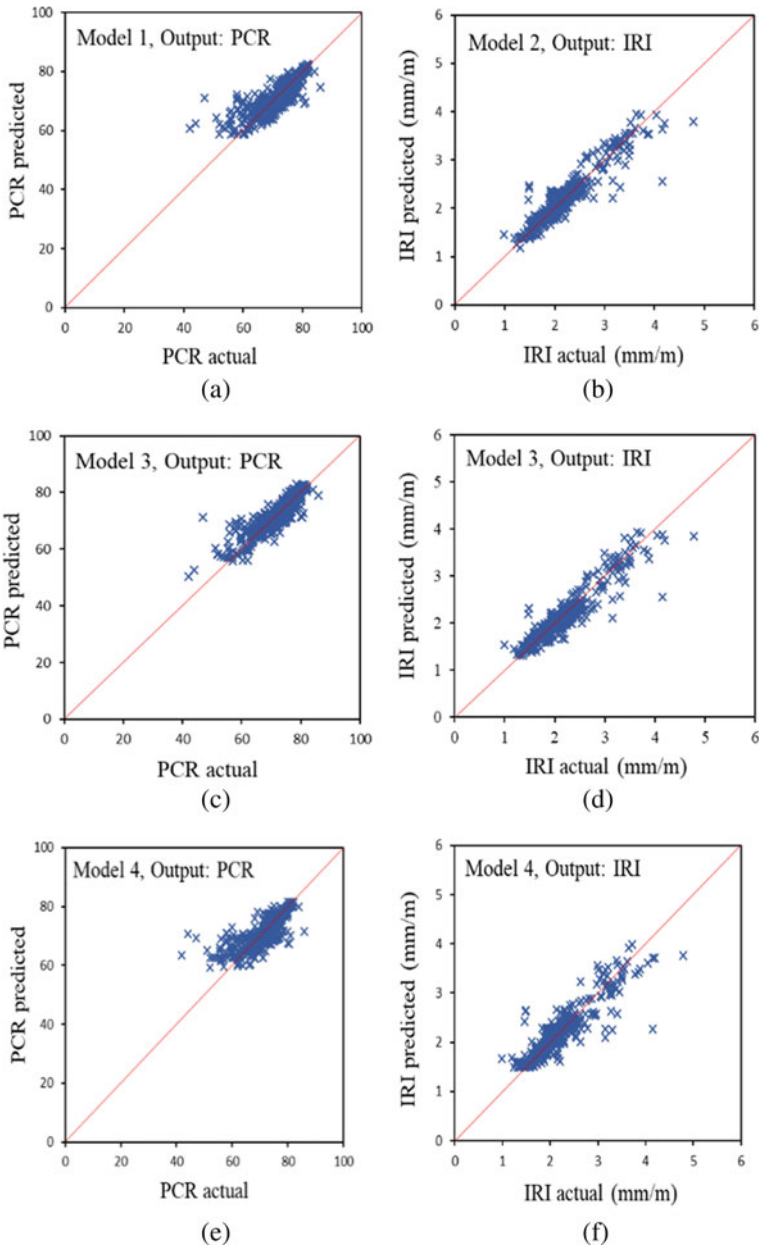 Model 1, Output: PCR
PCR predicted
100
80
60
40
20
0
0 20 40 60 80 100
PCR actual
(a)
Model 2, Output: IRI
IRI predicted (mm/m)
6
5
4
3
2
1
0
0 1 2 3 4 5 6
IRI actual (mm/m)
(b)
Model 3, Output: PCR
PCR predicted
100
80
60
40
20
0
0 20 40 60 80 100
PCR actual
(c)
Model 3, Output: IRI
IRI predicted (mm/m)
6
5
4
3
2
1
0
0 1 2 3 4 5 6
IRI actual (mm/m)
(d)
Model 4, Output: PCR
PCR predicted
100
80
60
40
20
0
0 20 40 60 80 100
PCR actual
(e)
Model 4, Output: IRI
IRI predicted (mm/m)
6
5
4
3
2
1
0
0 1 2 3 4 5 6
IRI actual (mm/m)
(f)